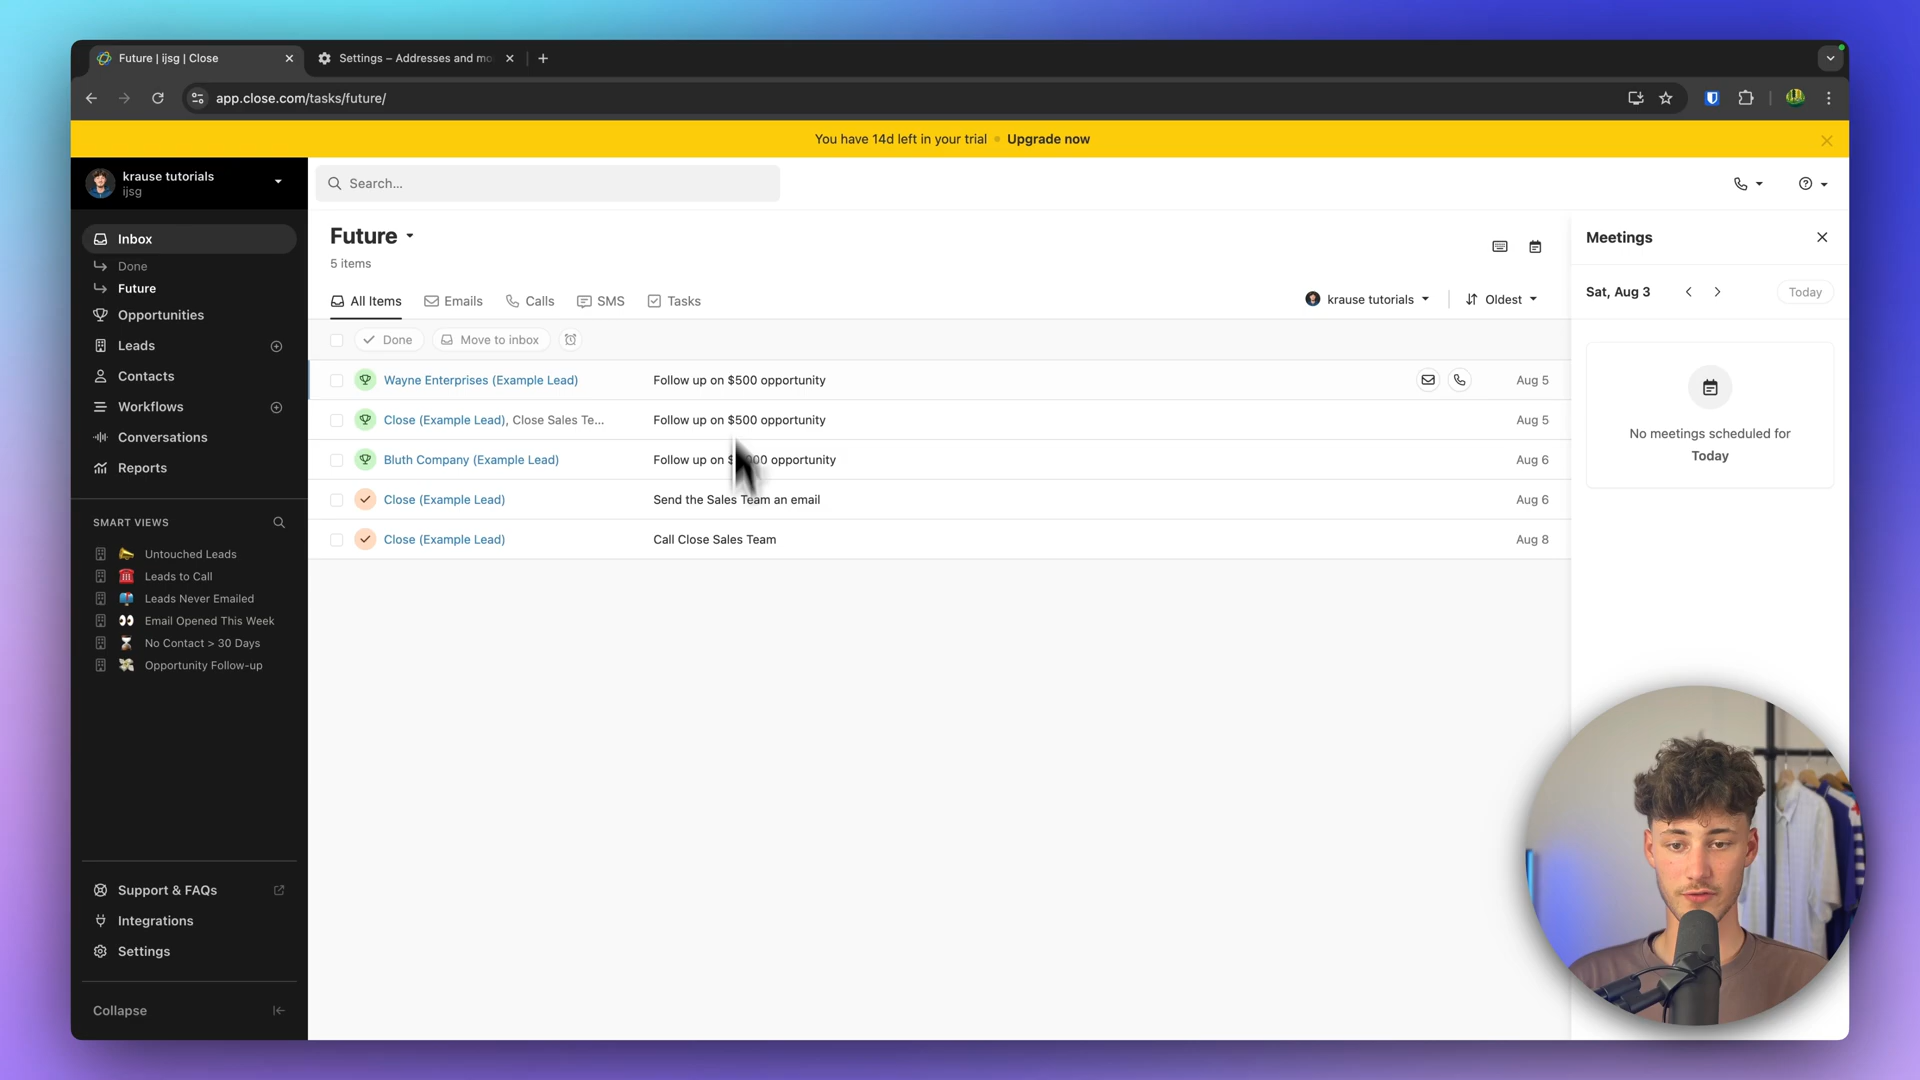 Future | ijsg | Close
Settings – Addresses and mo
app.close.com/tasks/future/
You have 14d left in your trial • Upgrade now
krause tutorials
ijsg
Search...
Inbox
Done
Future
Opportunities
Leads
Contacts
Workflows
Conversations
Reports
SMART VIEWS
Untouched Leads
Leads to Call
Leads Never Emailed
Email Opened This Week
No Contact > 30 Days
Opportunity Follow-up
Support & FAQs
Integrations
Settings
Collapse
Future
5 items
All Items Emails Calls SMS Tasks
krause tutorials Oldest
Done Move to inbox
Wayne Enterprises (Example Lead) Follow up on $500 opportunity Aug 5
Close (Example Lead), Close Sales Te... Follow up on $500 opportunity Aug 5
Bluth Company (Example Lead) Follow up on opportunity Aug 6
Close (Example Lead) Send the Sales Team an email Aug 6
Close (Example Lead) Call Close Sales Team Aug 8
Meetings
Sat, Aug 3 Today
No meetings scheduled for
Today